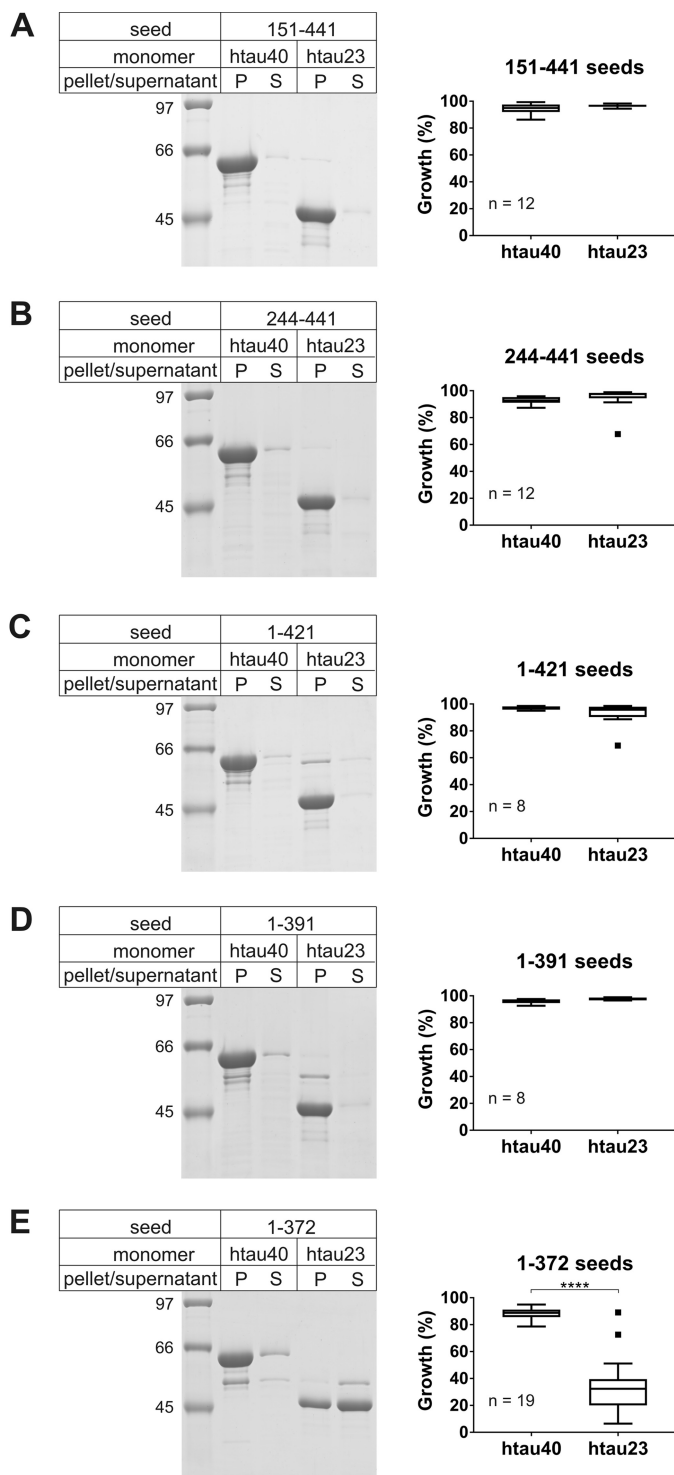 A
seed 151-441
monomer htau40 htau23
pellet/supernatant P S P S
97
66
45
151-441 seeds
Growth (%)
100
80
60
40
20
0
n = 12
htau40 htau23
B
seed 244-441
monomer htau40 htau23
pellet/supernatant P S P S
97
66
45
244-441 seeds
Growth (%)
100
80
60
40
20
0
n = 12
htau40 htau23
C
seed 1-421
monomer htau40 htau23
pellet/supernatant P S P S
97
66
45
1-421 seeds
Growth (%)
100
80
60
40
20
0
n = 8
htau40 htau23
D
seed 1-391
monomer htau40 htau23
pellet/supernatant P S P S
97
66
45
1-391 seeds
Growth (%)
100
80
60
40
20
0
n = 8
htau40 htau23
E
seed 1-372
monomer htau40 htau23
pellet/supernatant P S P S
97
66
45
1-372 seeds
****
Growth (%)
100
80
60
40
20
0
n = 19
htau40 htau23